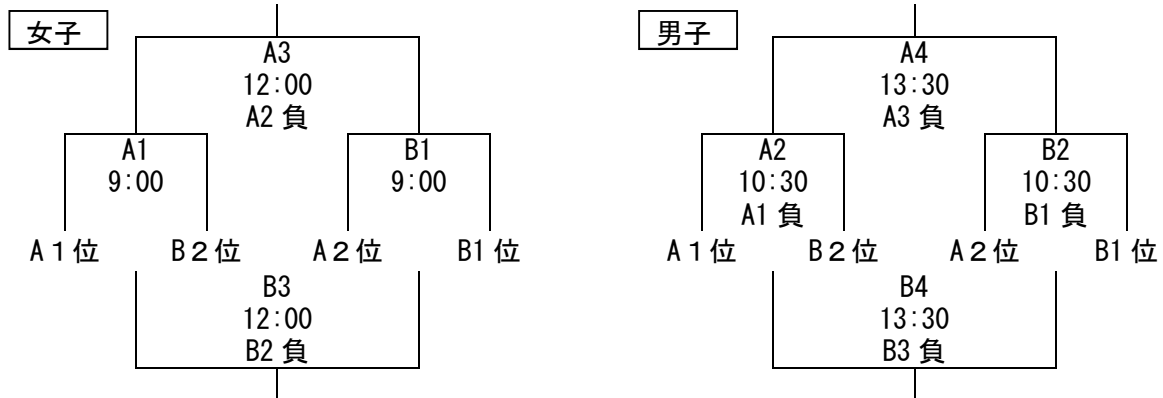 女子
A3
12:00
A2 負
A1
9:00
B1
9:00
A１位
B２位
A２位
B1 位
B3
12:00
B2 負
男子
A4
13:30
A3 負
A2
10:30
A1 負
B2
10:30
B1 負
A１位
B２位
A２位
B1 位
B4
13:30
B3 負